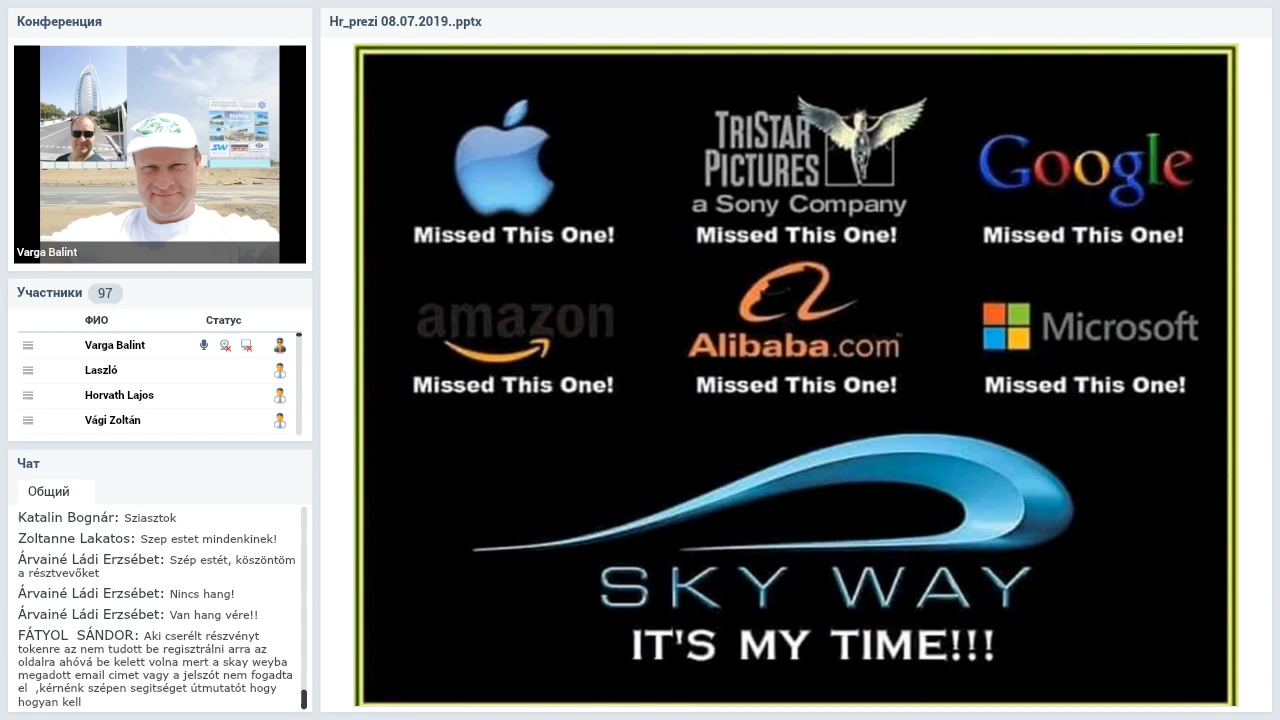 Конференция
Varga Balint
Участники 97
ФИО Статус
Varga Balint
Laszló
Horvath Lajos
Vági Zoltán
Чат
Общий
Katalin Bognár: Sziasztok
Zoltanne Lakatos: Szep estet mindenkinek!
Árvainé Ládi Erzsébet: Szép estét, köszöntöm
a résztvevőket
Árvainé Ládi Erzsébet: Nincs hang!
Árvainé Ládi Erzsébet: Van hang vére!!
FÁTYOL SÁNDOR: Aki cserélt részvényt
tokenre az nem tudott be regisztrálni arra az
oldalra ahóvá be kelett volna mert a skay weyba
megadott email cimet vagy a jelszót nem fogadta
el ,kérnénk szépen segitséget útmutatót hogy
hogyan kell
Hr_prezi 08.07.2019..pptx
TRISTAR
PICTURES
a Sony Company
Google
Missed This One! Missed This One! Missed This One!
amazon Alibaba.com Microsoft
Missed This One! Missed This One! Missed This One!
SKY WAY
IT'S MY TIME!!!